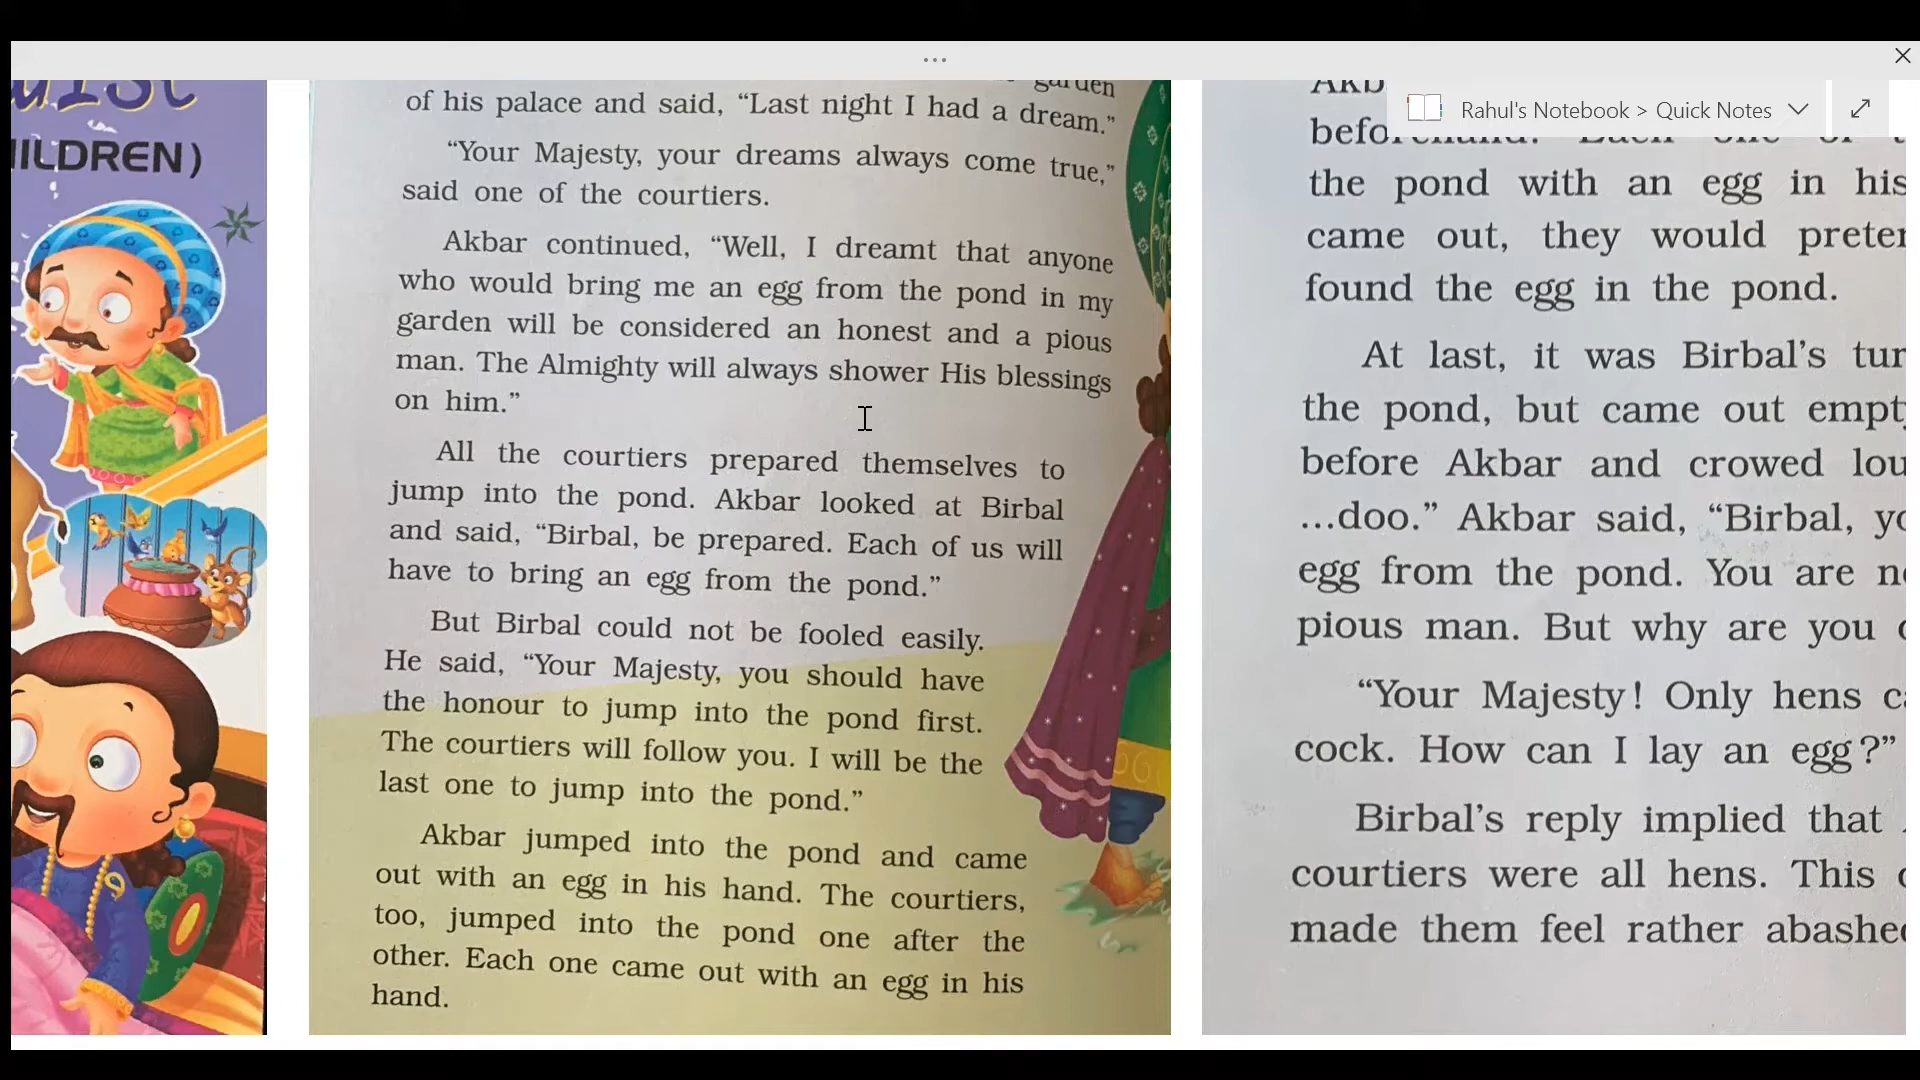 ILDREN)
garden
of his palace and said, “Last night I had a dream.”
“Your Majesty, your dreams always come true,”
said one of the courtiers.
Akbar continued, “Well, I dreamt that anyone
who would bring me an egg from the pond in my
garden will be considered an honest and a pious
man. The Almighty will always shower His blessings
on him.”
All the courtiers prepared themselves to
jump into the pond. Akbar looked at Birbal
and said, “Birbal, be prepared. Each of us will
have to bring an egg from the pond.”
But Birbal could not be fooled easily.
He said, “Your Majesty, you should have
the honour to jump into the pond first.
The courtiers will follow you. I will be the
last one to jump into the pond.”
Akbar jumped into the pond and came
out with an egg in his hand. The courtiers,
too, jumped into the pond one after the
other. Each one came out with an egg in his
hand.
Rahul's Notebook > Quick Notes
the pond with an egg in his
came out, they would preten
found the egg in the pond.
At last, it was Birbal’s tur
the pond, but came out empty
before Akbar and crowed lou
...doo.” Akbar said, “Birbal, yo
egg from the pond. You are no
pious man. But why are you c
“Your Majesty! Only hens ca
cock. How can I lay an egg?”
Birbal’s reply implied that
courtiers were all hens. This c
made them feel rather abashed